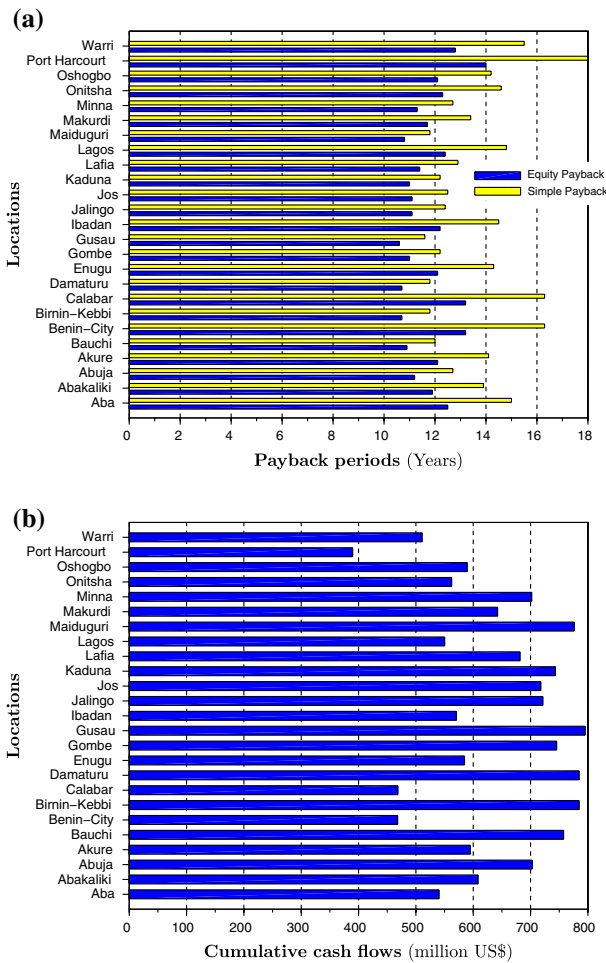 (a)
Warri
Port Harcourt
Oshogbo
Onitsha
Minna
Makurdi
Maiduguri
Lagos
Lafia
Kaduna
Jos
Jalingo
Ibadan
Gusau
Gombe
Enugu
Damaturu
Calabar
Birnin−Kebbi
Benin−City
Bauchi
Akure
Abuja
Abakaliki
Aba
Locations
Equity Payback
Simple Payback
0 2 4 6 8 10 12 14 16 18
Payback periods (Years)
(b)
Warri
Port Harcourt
Oshogbo
Onitsha
Minna
Makurdi
Maiduguri
Lagos
Lafia
Kaduna
Jos
Jalingo
Ibadan
Gusau
Gombe
Enugu
Damaturu
Calabar
Birnin−Kebbi
Benin−City
Bauchi
Akure
Abuja
Abakaliki
Aba
Locations
0 100 200 300 400 500 600 700 800
Cumulative cash flows (million US$)